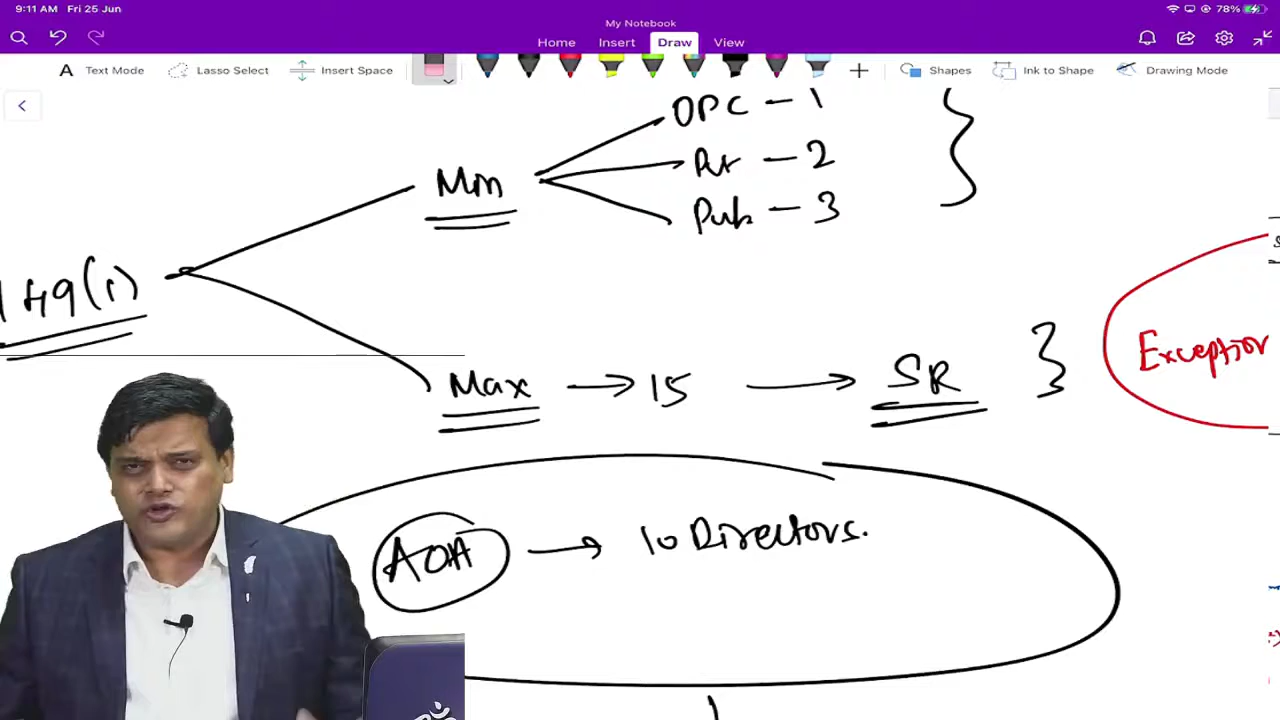 9:11 AM Fri 25 Jun
78%
My Notebook
Home Insert Draw View
Text Mode Lasso Select Insert Space Shapes Ink to Shape Drawing Mode
OPC - 1
Min
Pvt - 2
Pub - 3
149(1)
Exception
Max → 15 → SR
AOA → 10 Directors.